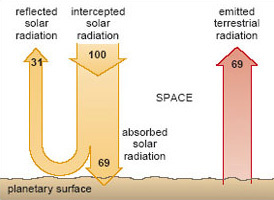 reflected
solar
radiation
31
intercepted
solar
radiation
100
emitted
terrestrial
radiation
69
SPACE
absorbed
solar
radiation
69
planetary surface